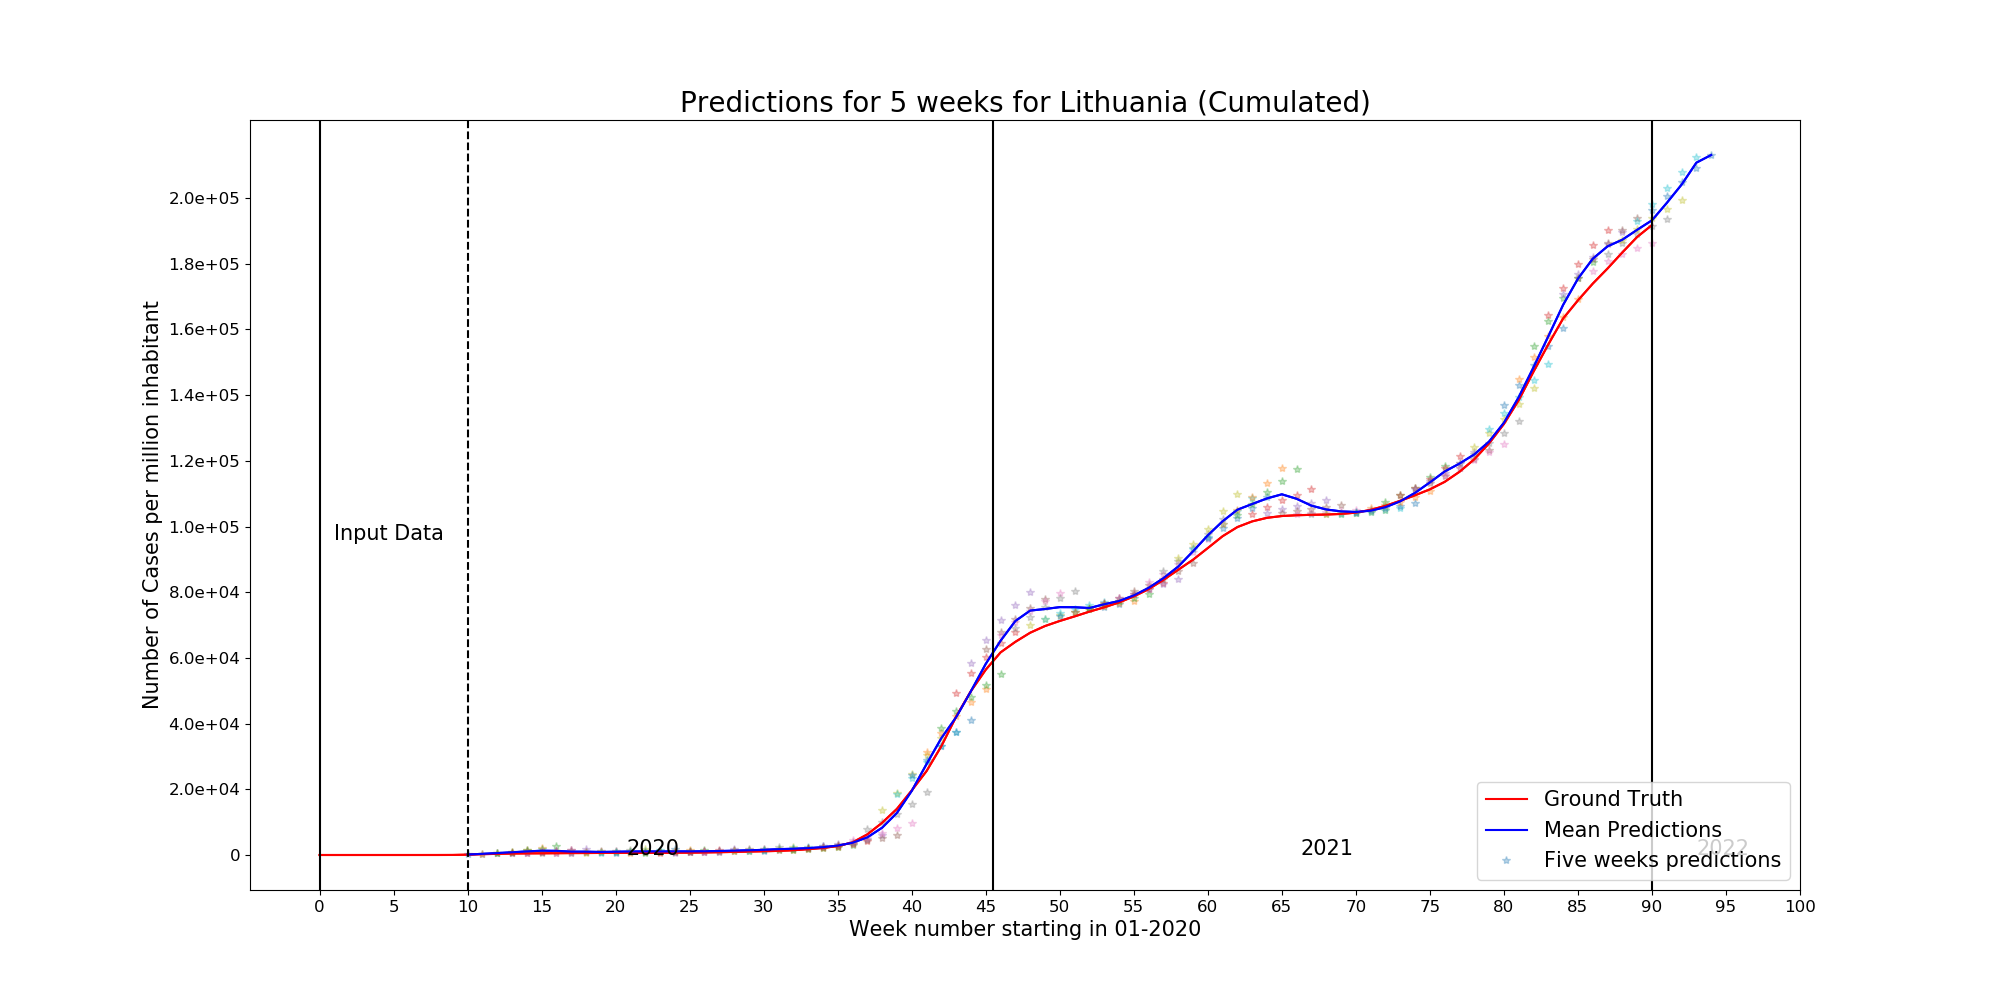 Predictions for 5 weeks for Lithuania (Cumulated)
Number of Cases per million inhabitant
2.0e+05
1.8e+05
1.6e+05
1.4e+05
1.2e+05
1.0e+05
8.0e+04
6.0e+04
4.0e+04
2.0e+04
0
Input Data
2020
2021
2022
Ground Truth
Mean Predictions
Five weeks predictions
0 5 10 15 20 25 30 35 40 45 50 55 60 65 70 75 80 85 90 95 100
Week number starting in 01-2020